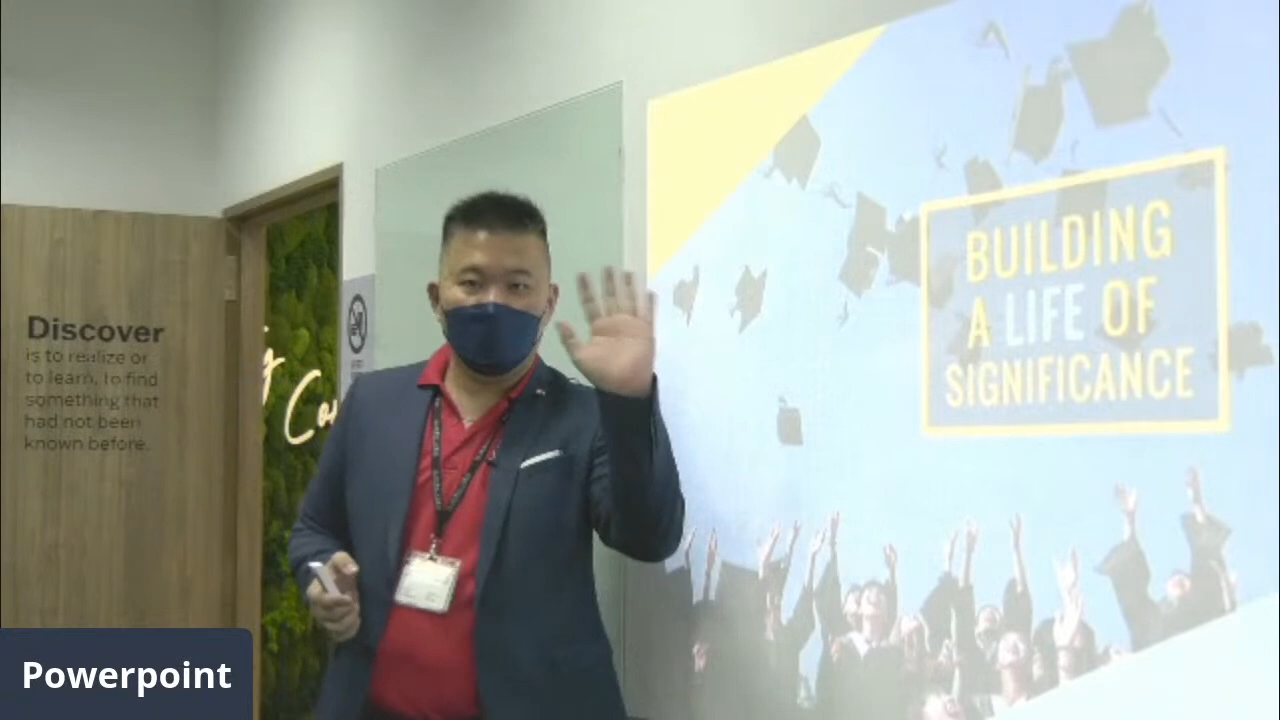 Discover
is to realize or
to learn, to find
something that
had not been
known before.
BUILDING
A LIFE OF
SIGNIFICANCE
Powerpoint